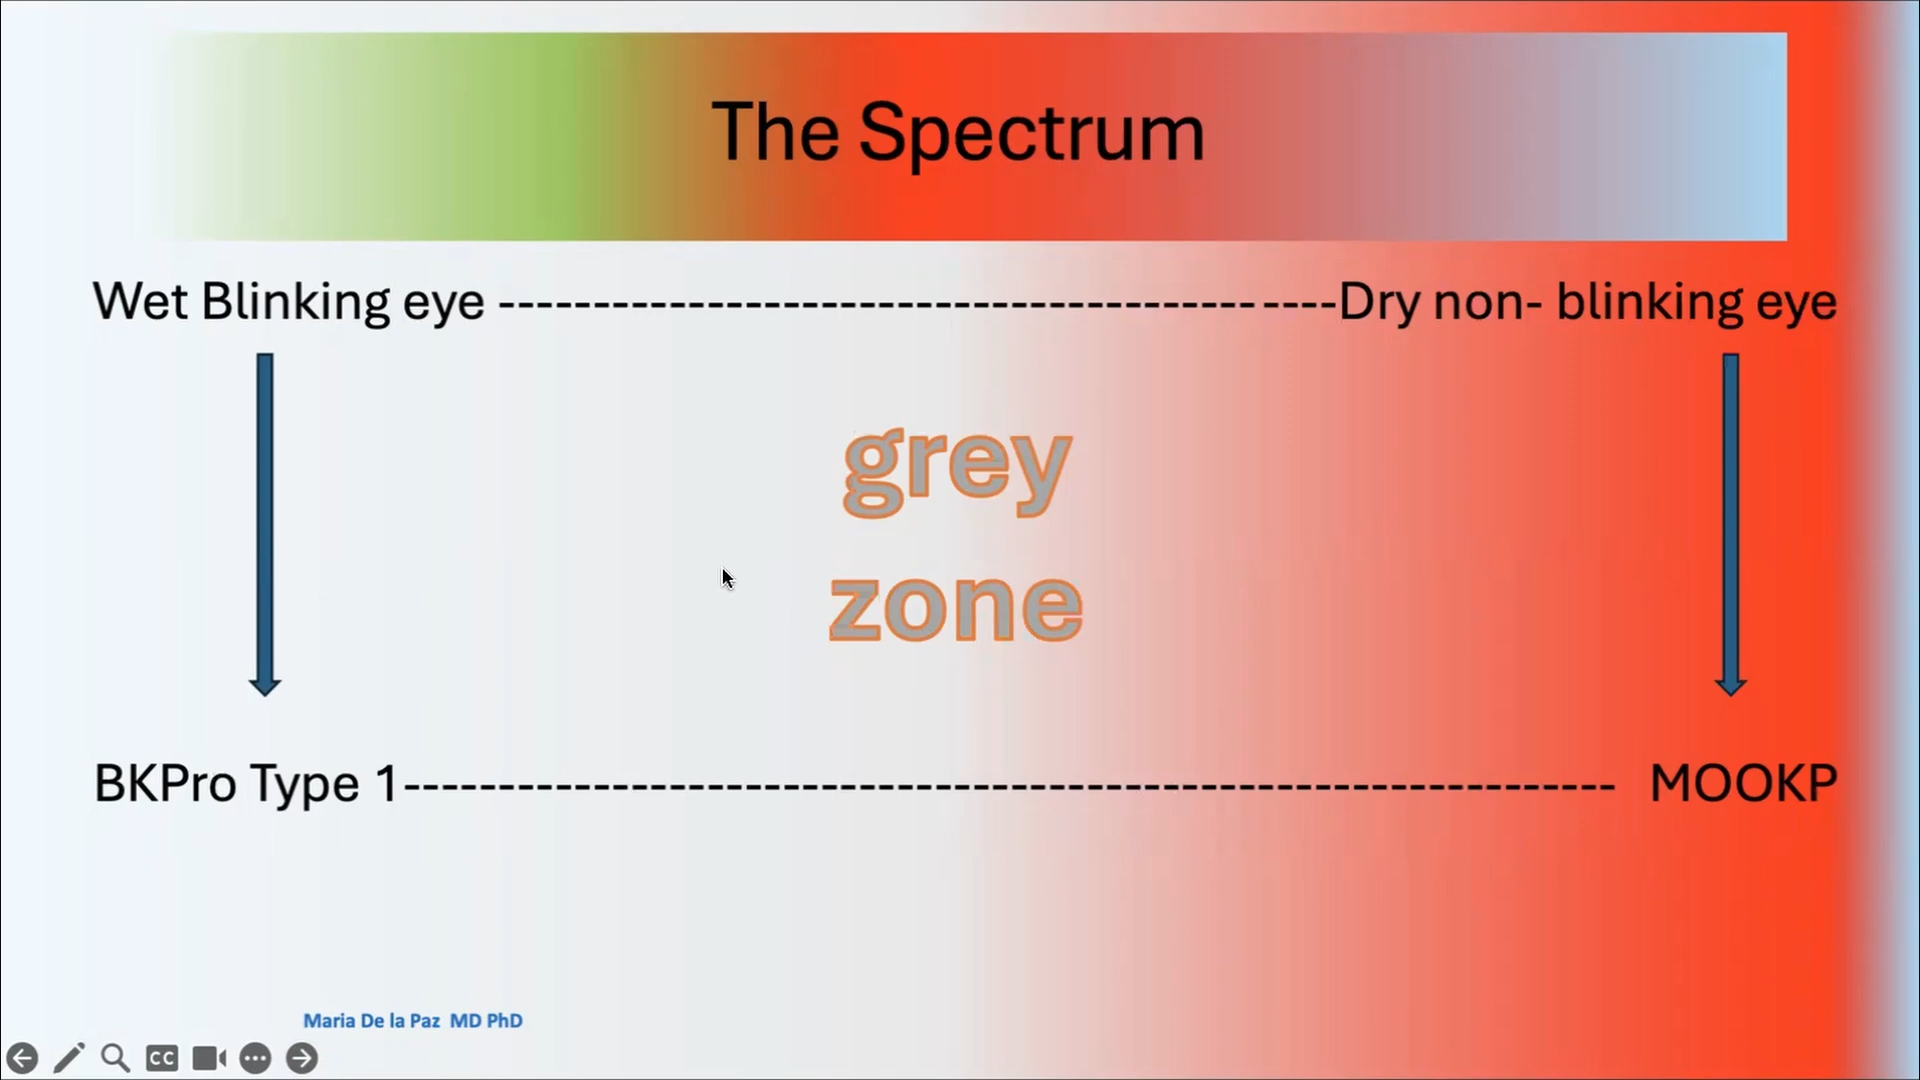 The Spectrum
Wet Blinking eye ---------------------------------------- ----Dry non- blinking eye
grey
zone
BKPro Type 1---------------------------------------------------------------- MOOKP
Maria De la Paz MD PhD
CC